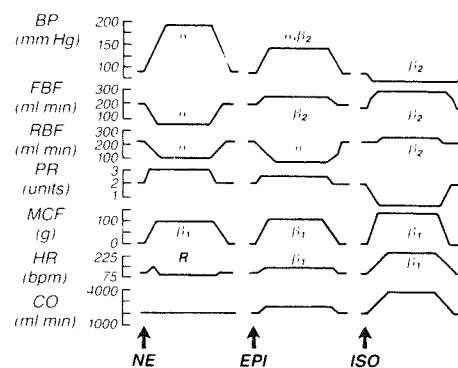 BP
(mm Hg)
200
150
100
α
α,β₂
β₂
FBF
(ml min)
300
200
100
α
β₂
β₂
RBF
(ml min)
300
200
100
α
α
β₂
PR
(units)
3
2
1
MCF
(g)
100
0
β₁
β₁
β₁
HR
(bpm)
225
75
R
β₁
β₁
CO
(ml min)
4000
1000
NE
EPI
ISO